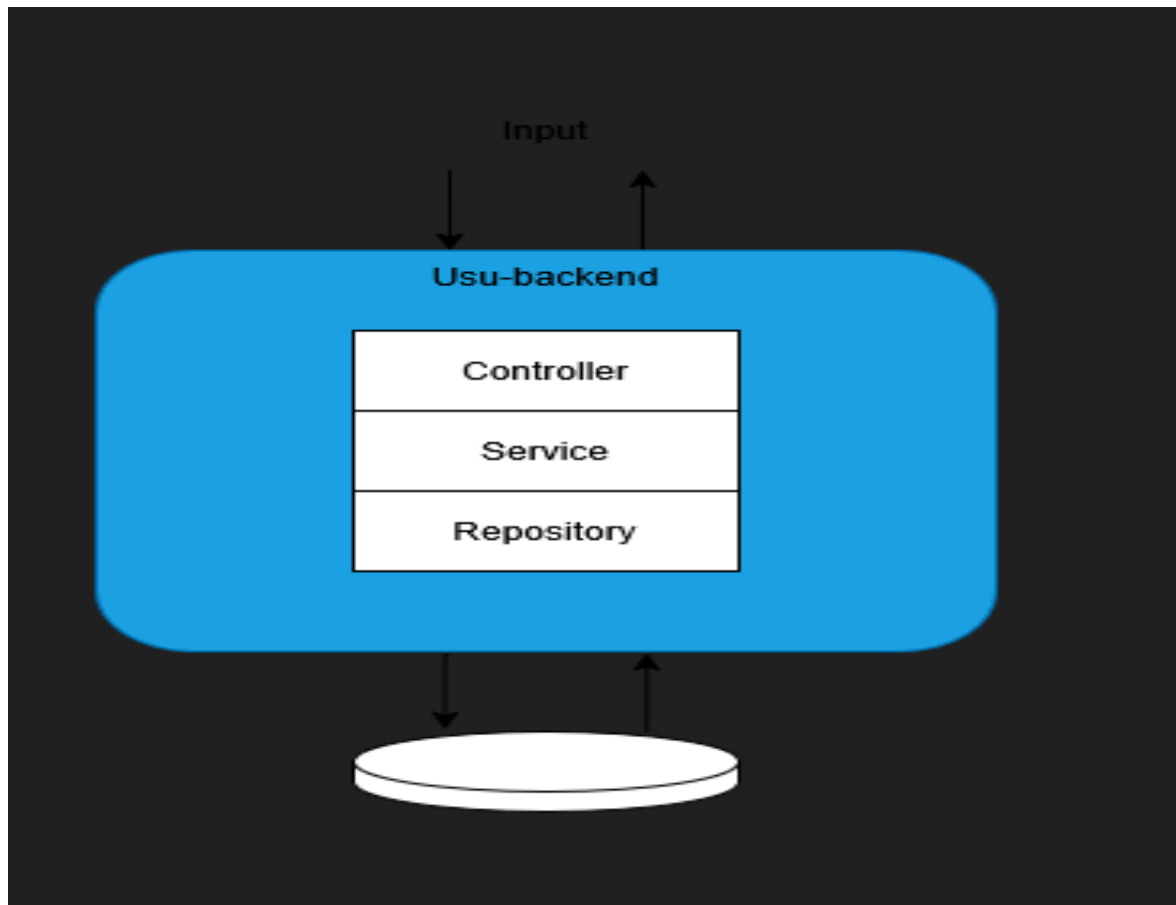 Input
Usu-backend
Controller
Service
Repository